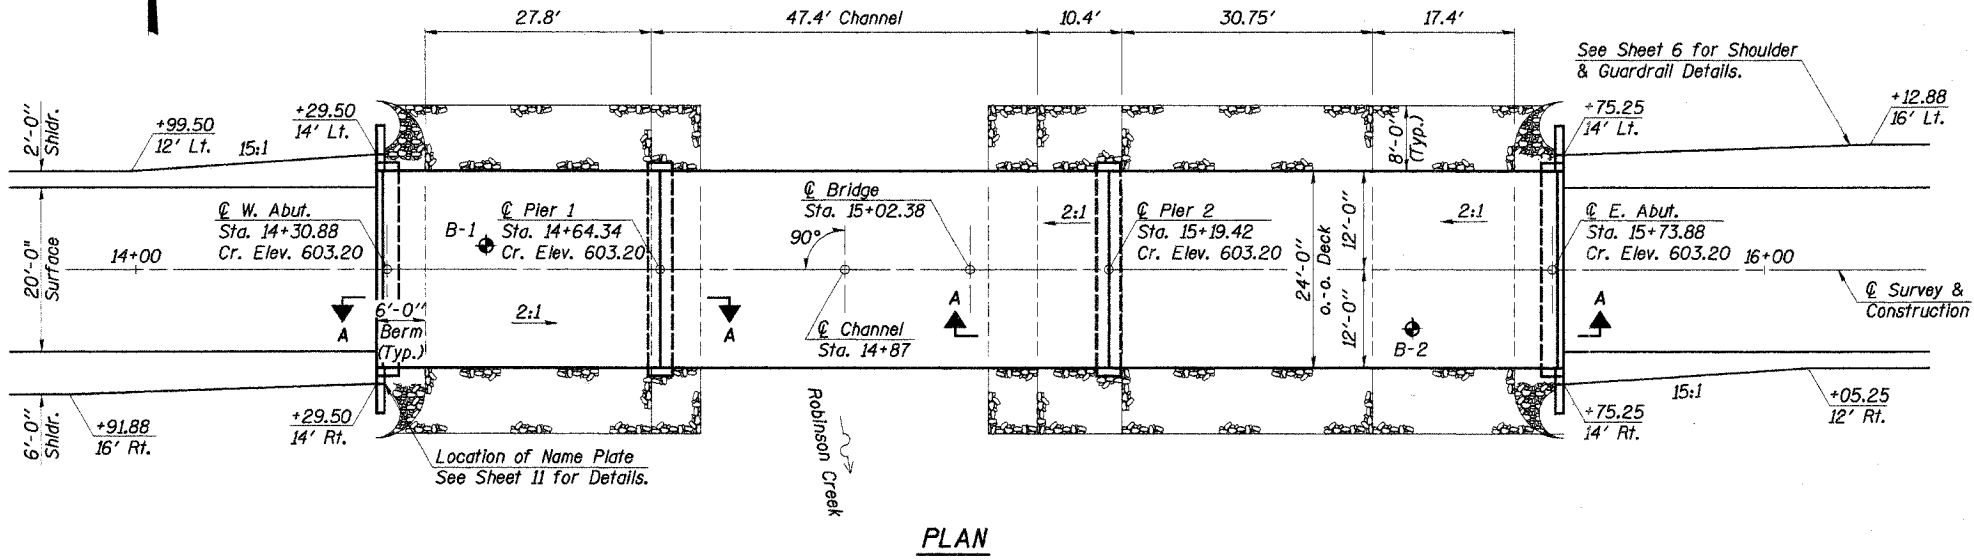 27.8'
47.4' Channel
10.4'
30.75'
17.4'
See Sheet 6 for Shoulder
& Guardrail Details.
2'-0"
Shldr.
+99.50
12' Lt.
15:1
+29.50
14' Lt.
8'-0"
(Typ.)
+75.25
14' Lt.
+12.88
16' Lt.
20'-0"
Surface
14+00
℄ W. Abut.
Sta. 14+30.88
Cr. Elev. 603.20
B-1
℄ Pier 1
Sta. 14+64.34
Cr. Elev. 603.20
℄ Bridge
Sta. 15+02.38
90°
2:1
℄ Pier 2
Sta. 15+19.42
Cr. Elev. 603.20
24'-0"
o.-o. Deck
12'-0"
12'-0"
2:1
℄ E. Abut.
Sta. 15+73.88
Cr. Elev. 603.20
16+00
℄ Survey &
Construction
A
6'-0"
Berm
(Typ.)
2:1
A
℄ Channel
Sta. 14+87
A
B-2
A
6'-0"
Shldr.
+91.88
16' Rt.
+29.50
14' Rt.
Location of Name Plate
See Sheet 11 for Details.
Robinson Creek
+75.25
14' Rt.
15:1
+05.25
12' Rt.
PLAN